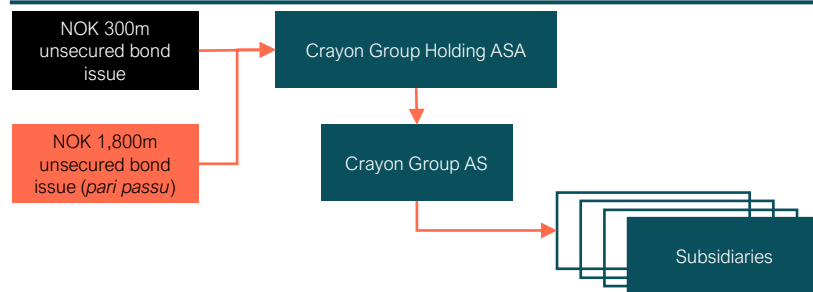 NOK 300m
unsecured bond
issue
Crayon Group Holding ASA
NOK 1,800m
unsecured bond
issue (pari passu)
Crayon Group AS
Subsidiaries